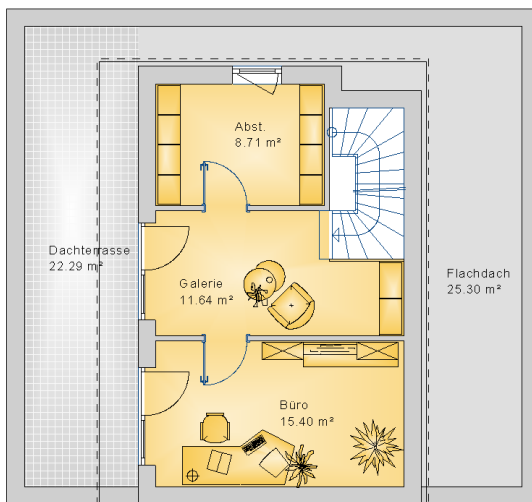 Abst.
8.71 m²
Dachterrasse
22.29 m²
Galerie
11.64 m²
Flachdach
25.30 m²
Büro
15.40 m²